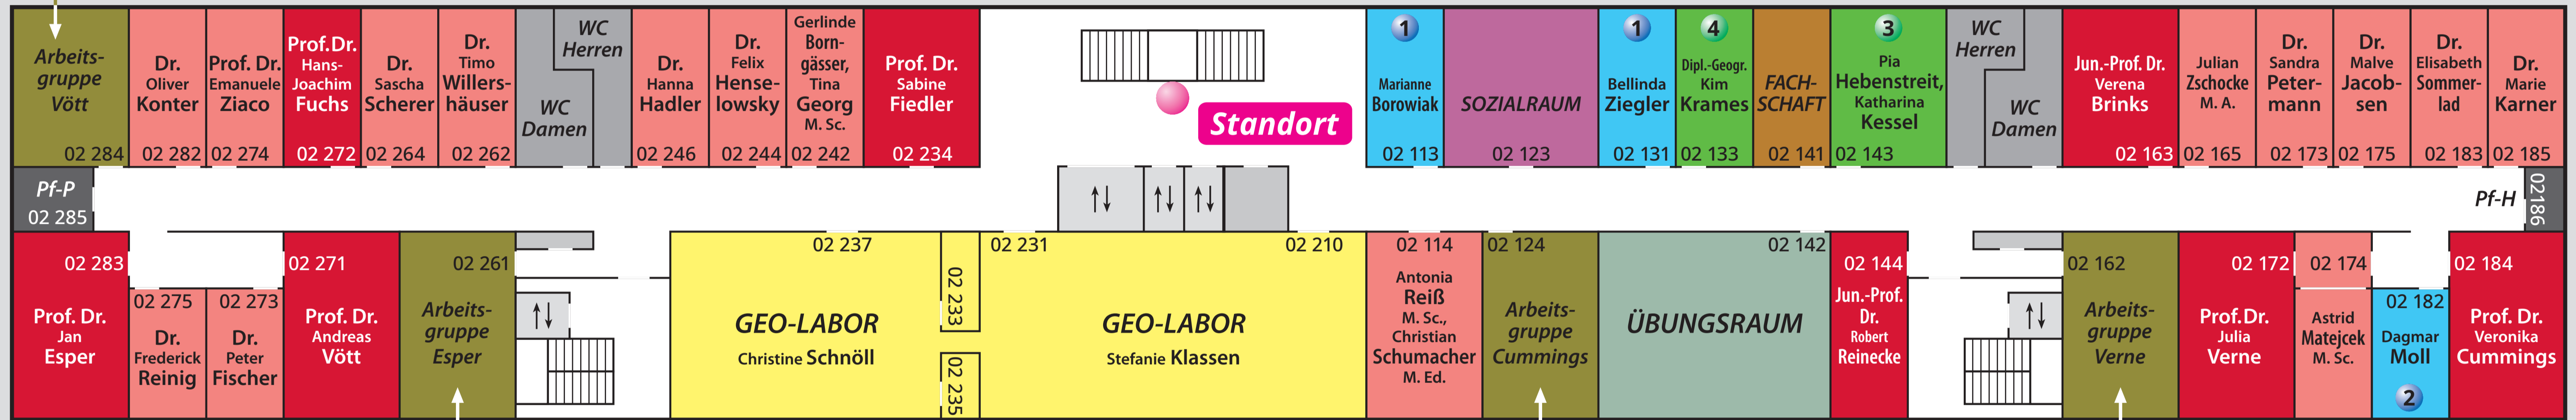 Arbeits-
gruppe
Vött
02 284
Dr.
Oliver
Konter
02 282
Prof. Dr.
Emanuele
Ziaco
02 274
Prof.Dr.
Hans-
Joachim
Fuchs
02 272
Dr.
Sascha
Scherer
02 264
Dr.
Timo
Willers-
häuser
02 262
WC
Herren
WC
Damen
Dr.
Hanna
Hadler
02 246
Dr.
Felix
Hense-
lowsky
02 244
Gerlinde
Born-
gässer,
Tina
Georg
M. Sc.
02 242
Prof. Dr.
Sabine
Fiedler
02 234
Standort
1
Marianne
Borowiak
02 113
SOZIALRAUM
02 123
1
Bellinda
Ziegler
02 131
4
Dipl.-Geogr.
Kim
Krames
02 133
FACH-
SCHAFT
02 141
3
Pia
Hebenstreit,
Katharina
Kessel
02 143
WC
Herren
WC
Damen
Jun.-Prof. Dr.
Verena
Brinks
02 163
Julian
Zschocke
M. A.
02 165
Dr.
Sandra
Peter-
mann
02 173
Dr.
Malve
Jacob-
sen
02 175
Dr.
Elisabeth
Sommer-
lad
02 183
Dr.
Marie
Karner
02 185
Pf-P
02 285
Pf-H
02186
02 283
Prof. Dr.
Jan
Esper
02 275
Dr.
Frederick
Reinig
02 273
Dr.
Peter
Fischer
02 271
Prof. Dr.
Andreas
Vött
02 261
Arbeits-
gruppe
Esper
02 237
GEO-LABOR
Christine Schnöll
02 233
02 235
02 231
02 210
GEO-LABOR
Stefanie Klassen
02 114
Antonia
Reiß
M. Sc.,
Christian
Schumacher
M. Ed.
02 124
Arbeits-
gruppe
Cummings
02 142
ÜBUNGSRAUM
02 144
Jun.-Prof.
Dr.
Robert
Reinecke
02 162
Arbeits-
gruppe
Verne
02 172
Prof.Dr.
Julia
Verne
02 174
Astrid
Matejcek
M. Sc.
02 182
Dagmar
Moll
2
02 184
Prof. Dr.
Veronika
Cummings